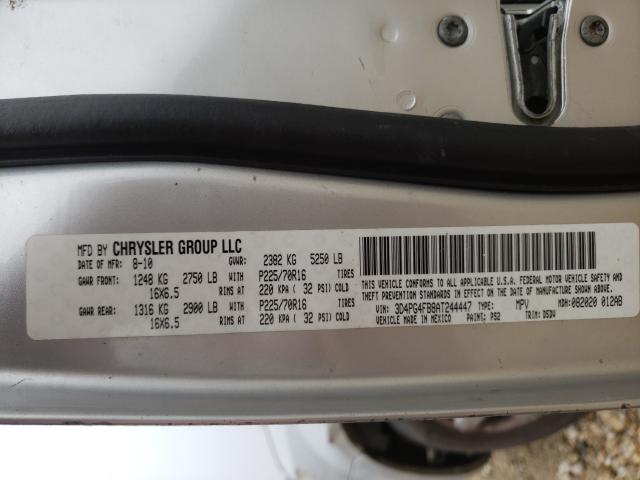 MFD BY CHRYSLER GROUP LLC
DATE OF MFR: 8-10 GVWR: 2382 KG 5250 LB
GAWR FRONT: 1248 KG 2750 LB WITH P225/70R16 TIRES
16X6.5 RIMS AT 220 KPA ( 32 PSI) COLD
GAWR REAR: 1316 KG 2900 LB WITH P225/70R16 TIRES
16X6.5 RIMS AT 220 KPA ( 32 PSI) COLD
THIS VEHICLE CONFORMS TO ALL APPLICABLE U.S.A. FEDERAL MOTOR VEHICLE SAFETY AND
THEFT PREVENTION STANDARDS IN EFFECT ON THE DATE OF MANUFACTURE SHOWN ABOVE.
VIN: 3D4PG4FB8AT244447 TYPE: MPV MDH: 082020 012AB
VEHICLE MADE IN MEXICO PAINT: PS2 TRIM: D5DV